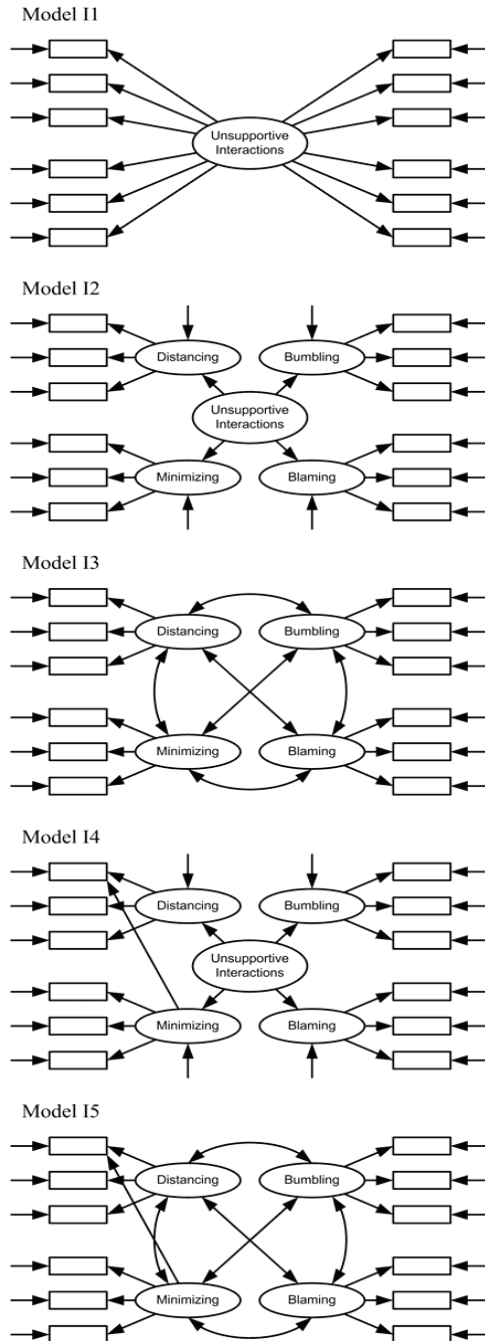 Model I1
Unsupportive
Interactions
Model I2
Distancing
Bumbling
Unsupportive
Interactions
Minimizing
Blaming
Model I3
Distancing
Bumbling
Minimizing
Blaming
Model I4
Distancing
Bumbling
Unsupportive
Interactions
Minimizing
Blaming
Model I5
Distancing
Bumbling
Minimizing
Blaming